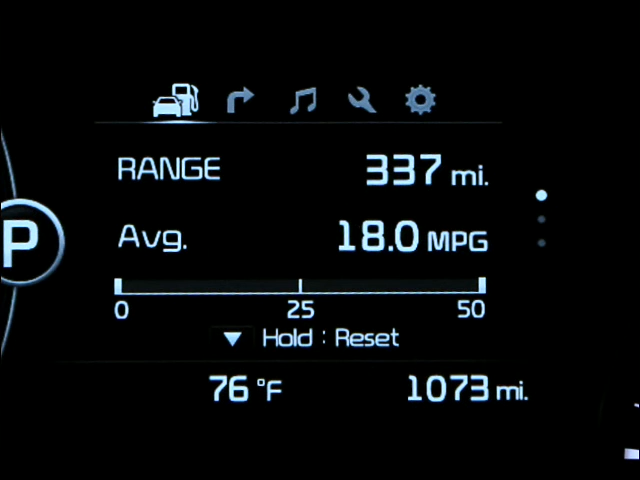 RANGE 337 mi.
P
Avg. 18.0 MPG
0 25 50
Hold : Reset
76 °F 1073 mi.